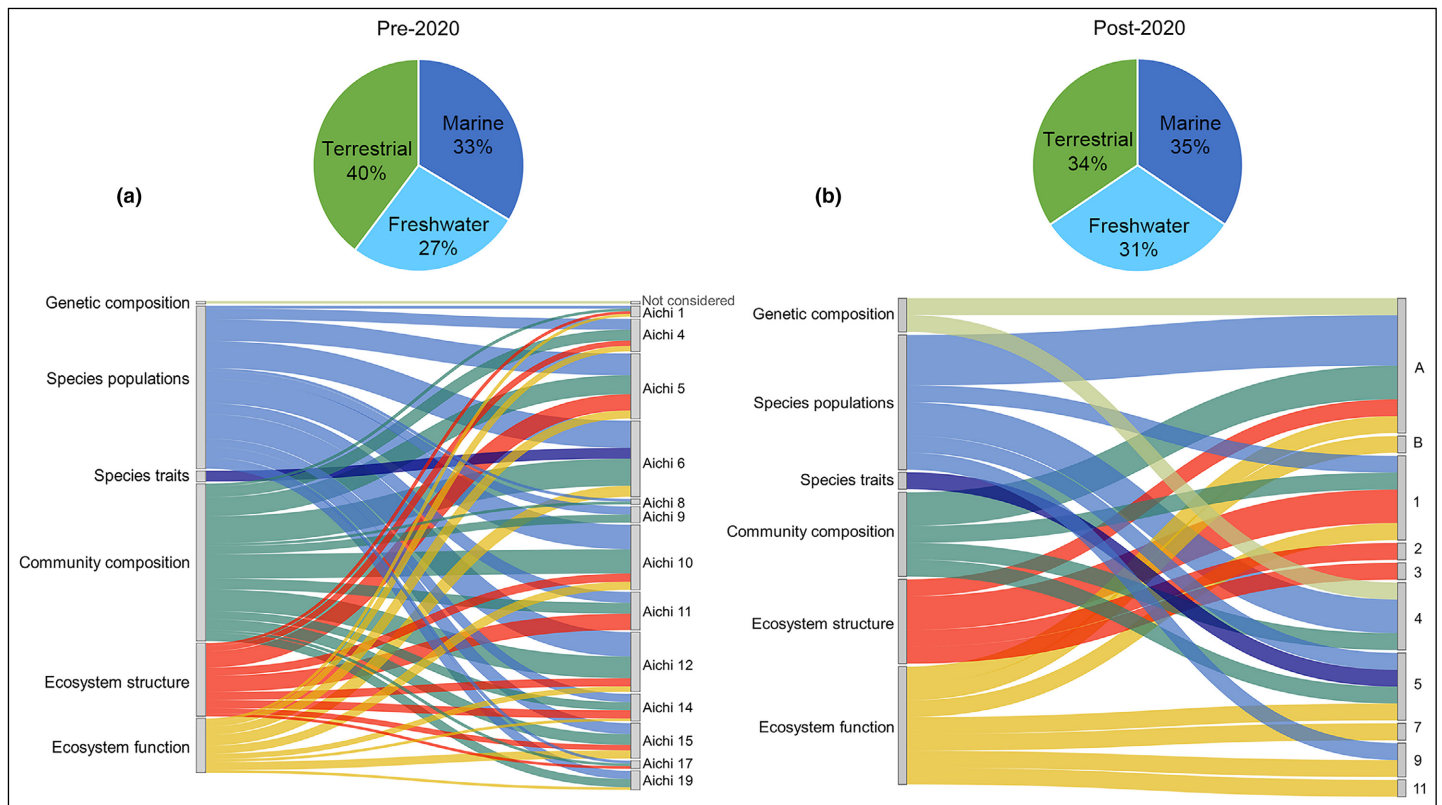 Pre-2020
Marine
33%
Terrestrial
40%
Freshwater
27%
(a)
Genetic composition
Species populations
Species traits
Community composition
Ecosystem structure
Ecosystem function
Not considered
Aichi 1
Aichi 4
Aichi 5
Aichi 6
Aichi 8
Aichi 9
Aichi 10
Aichi 11
Aichi 12
Aichi 14
Aichi 15
Aichi 17
Aichi 19
Post-2020
Marine
35%
Terrestrial
34%
Freshwater
31%
(b)
Genetic composition
Species populations
Species traits
Community composition
Ecosystem structure
Ecosystem function
A
B
1
2
3
4
5
7
9
11